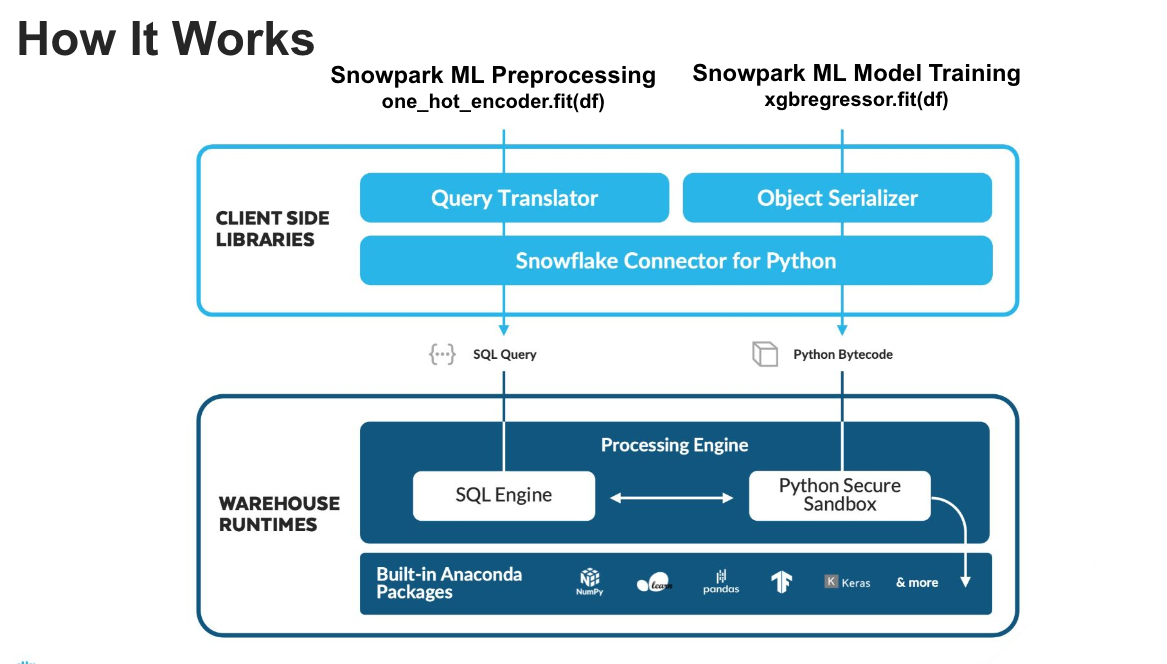 How It Works
Snowpark ML Preprocessing
one_hot_encoder.fit(df)
Snowpark ML Model Training
xgbregressor.fit(df)
CLIENT SIDE
LIBRARIES
Query Translator
Object Serializer
Snowflake Connector for Python
{...}
SQL Query
Python Bytecode
WAREHOUSE
RUNTIMES
Processing Engine
SQL Engine
Python Secure
Sandbox
Built-in Anaconda
Packages
NumPy
learn
pandas
K Keras
& more